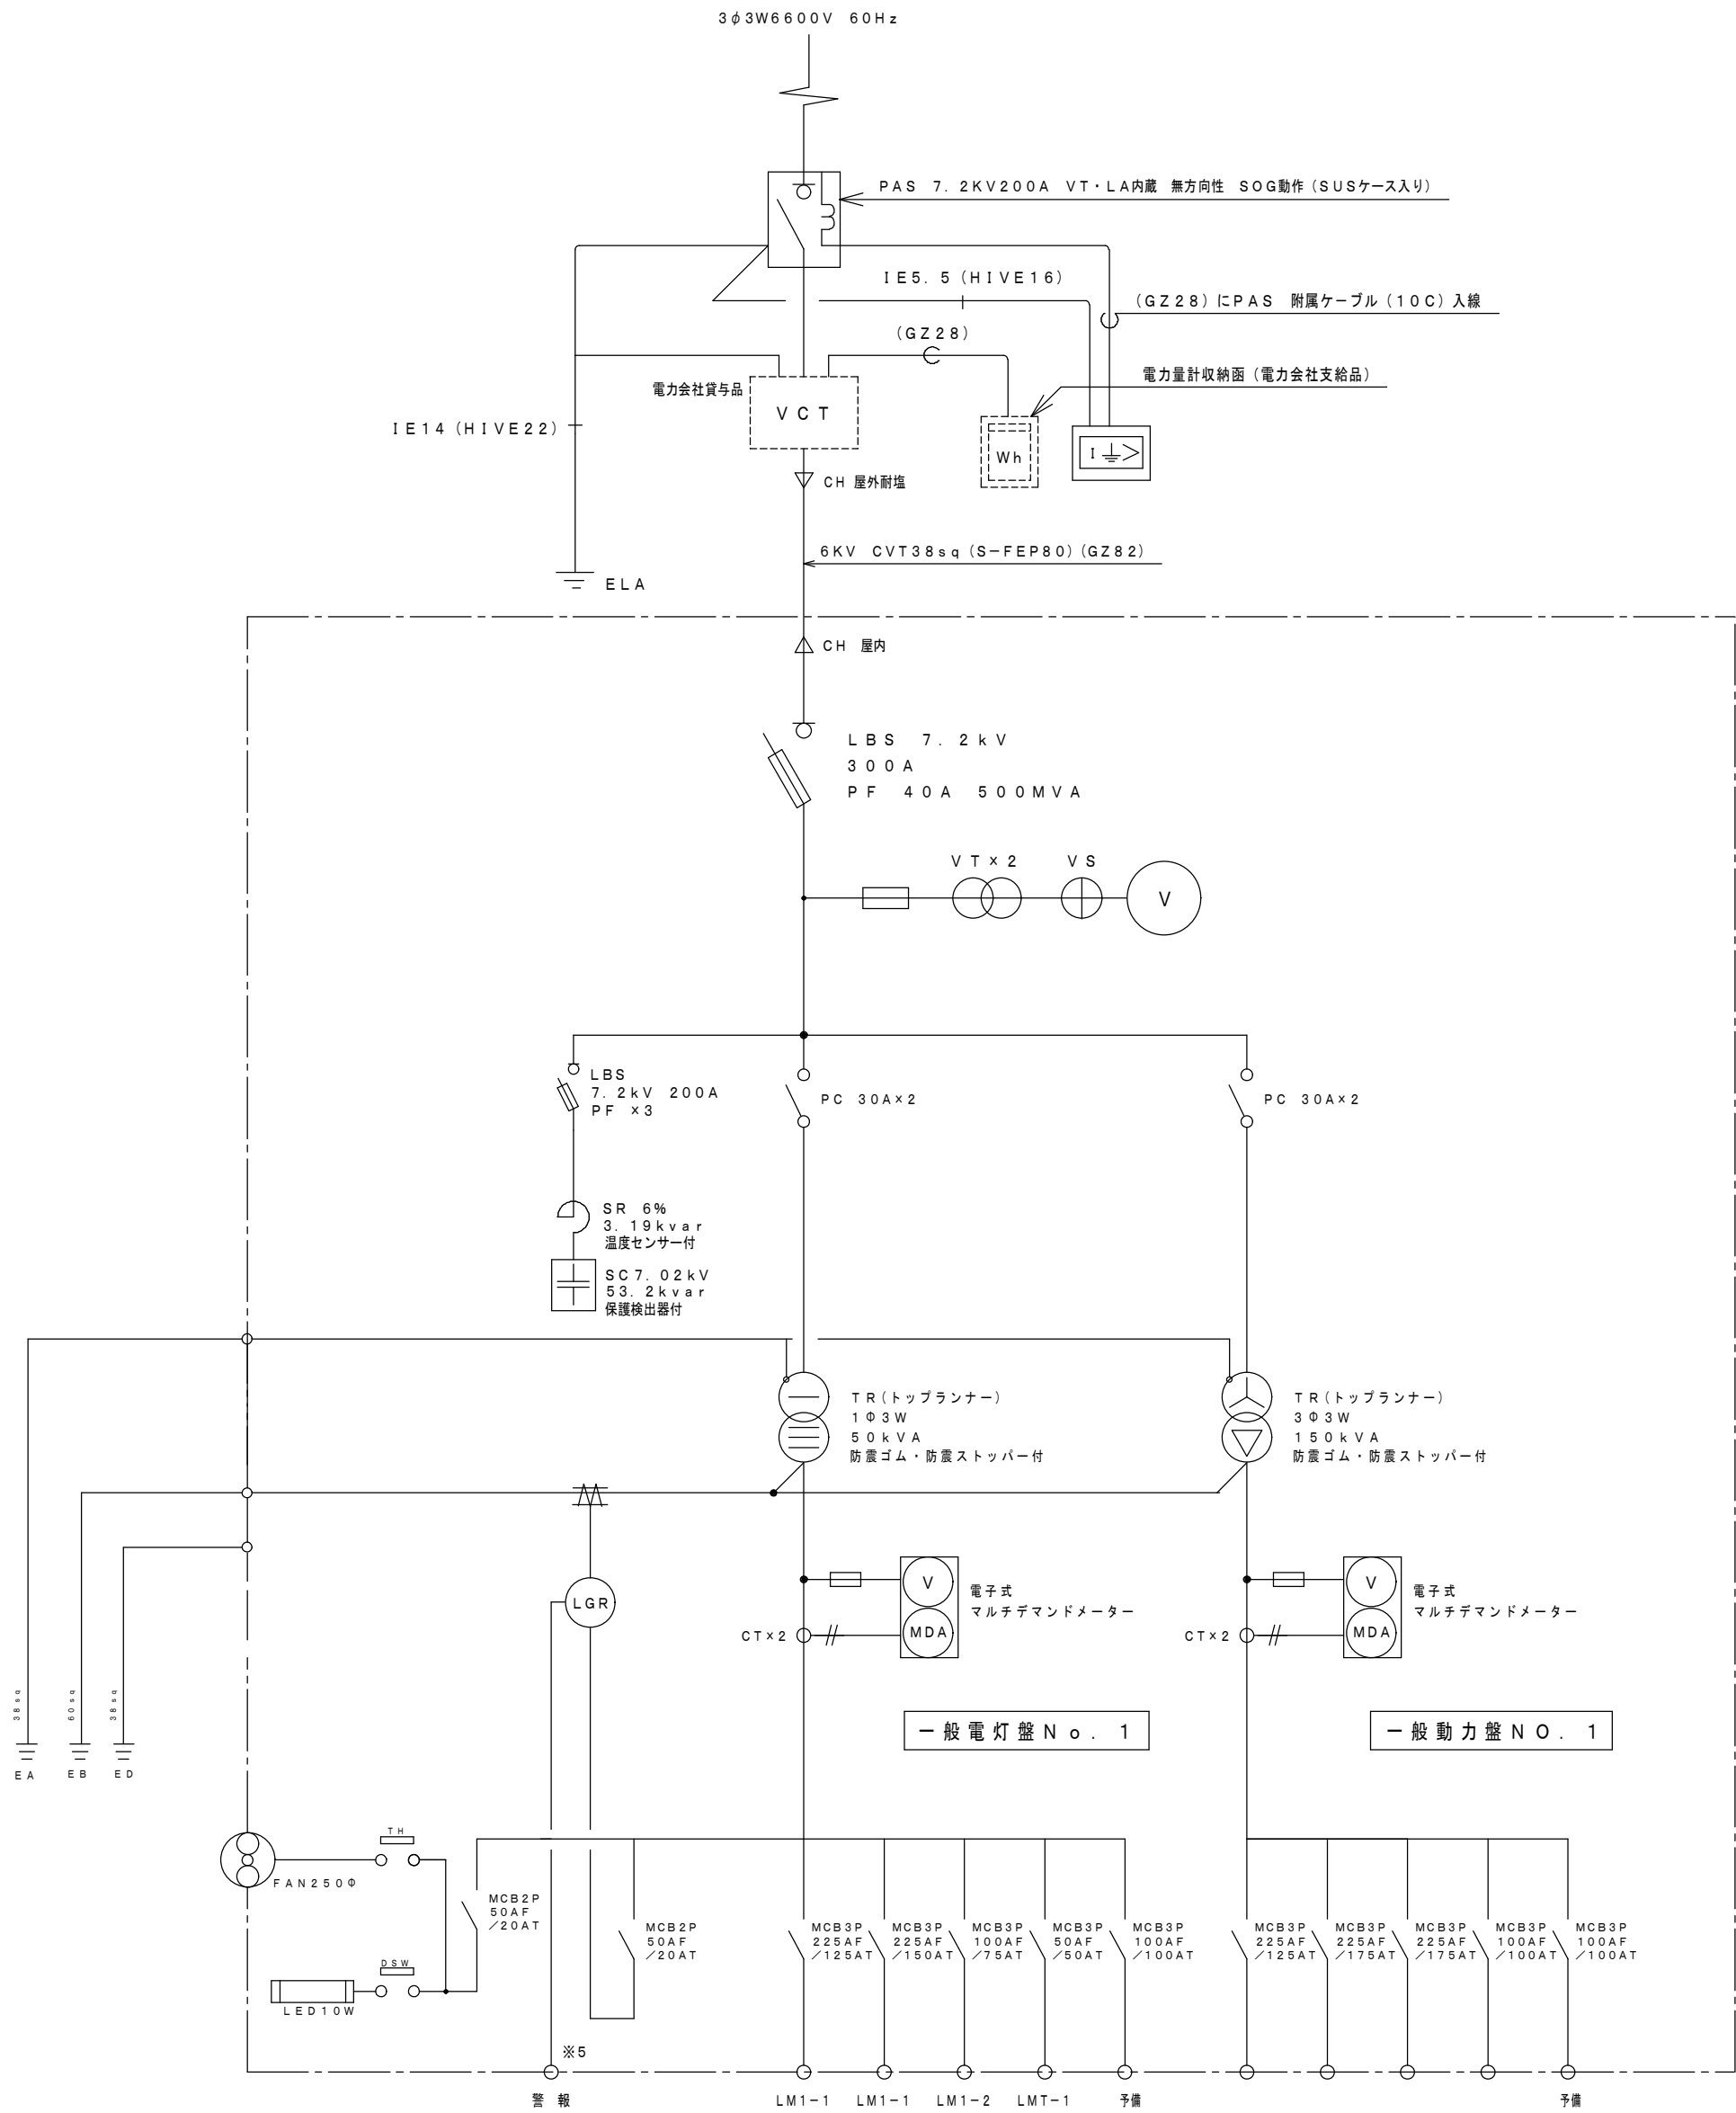 3φ3W6600V 60Hz
PAS 7.2KV200A VT・LA内蔵 無方向性 SOG動作(SUSケース入り)
IE5.5(HIVE16)
(GZ28)にPAS 附属ケーブル(10C)入線
(GZ28)
電力量計収納函(電力会社支給品)
電力会社貸与品
VCT
IE14(HIVE22)
Wh
I
CH 屋外耐塩
6KV CVT38sq(S-FEP80)(GZ82)
ELA
CH 屋内
LBS 7.2kV
300A
PF 40A 500MVA
VT×2
VS
V
LBS
7.2kV 200A
PF ×3
PC 30A×2
PC 30A×2
SR 6%
3.19kvar
温度センサー付
SC7.02kV
53.2kvar
保護検出器付
TR(トップランナー)
1Φ3W
50kVA
防震ゴム・防震ストッパー付
TR(トップランナー)
3Φ3W
150kVA
防震ゴム・防震ストッパー付
LGR
V
MDA
電子式
マルチデマンドメーター
CT×2
V
MDA
電子式
マルチデマンドメーター
CT×2
38sq
60sq
38sq
EA
EB
ED
一般電灯盤No.1
一般動力盤NO.1
TH
FAN250Φ
DSW
LED10W
MCB2P
50AF
/20AT
MCB2P
50AF
/20AT
MCB3P
225AF
/125AT
MCB3P
225AF
/150AT
MCB3P
100AF
/75AT
MCB3P
50AF
/50AT
MCB3P
100AF
/100AT
MCB3P
225AF
/125AT
MCB3P
225AF
/175AT
MCB3P
225AF
/175AT
MCB3P
100AF
/100AT
MCB3P
100AF
/100AT
※5
警報
LM1-1
LM1-1
LM1-2
LMT-1
予備
予備